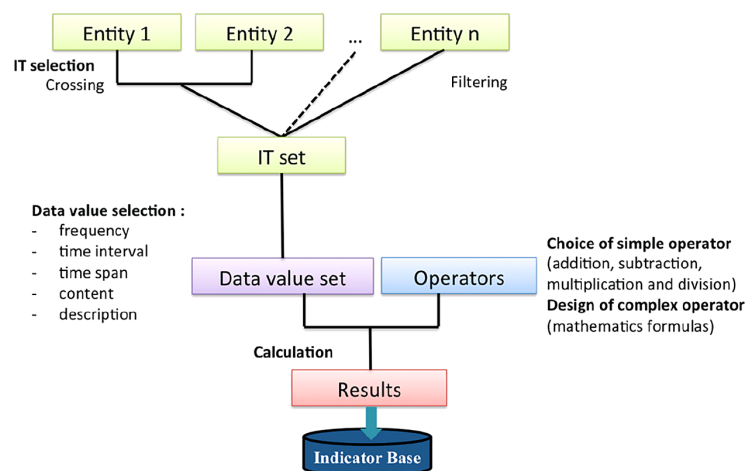 Entity 1
Entity 2
...
Entity n
IT selection
Crossing
Filtering
IT set
Data value selection :
- frequency
- time interval
- time span
- content
- description
Data value set
Operators
Choice of simple operator
(addition, subtraction,
multiplication and division)
Design of complex operator
(mathematics formulas)
Calculation
Results
Indicator Base